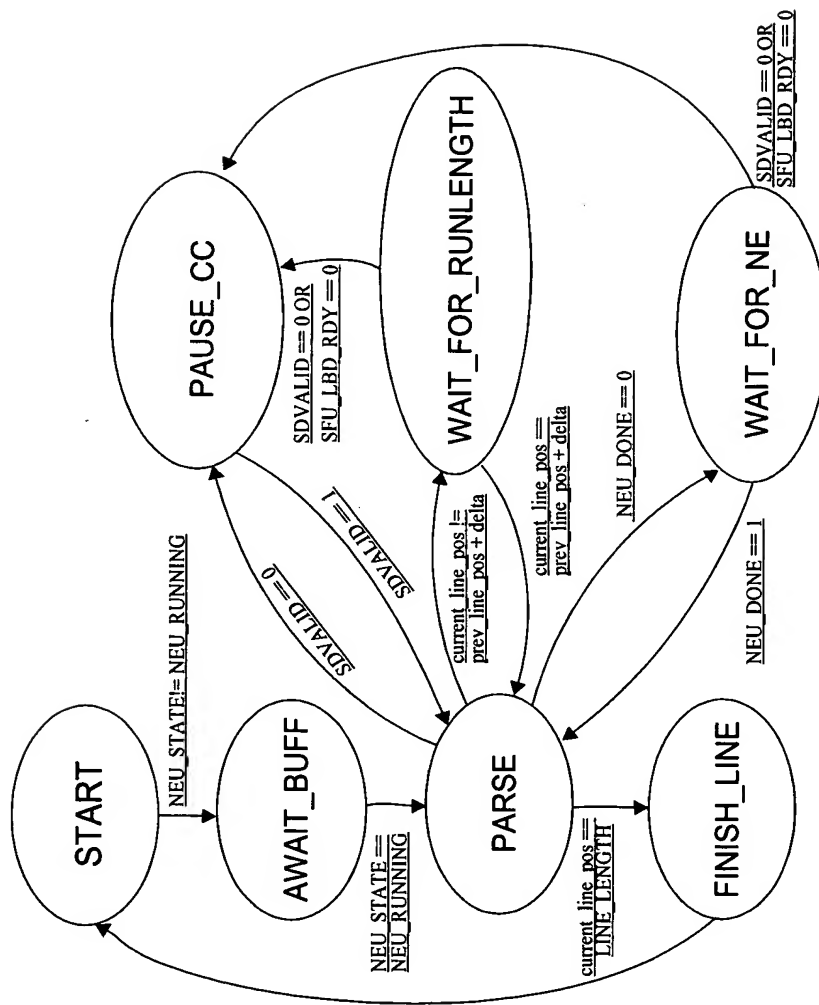 START
NEU_STATE!= NEU_RUNNING
AWAIT_BUFF
NEU_STATE ==
NEU_RUNNING
PARSE
current_line_pos ==
LINE_LENGTH
FINISH_LINE
PAUSE_CC
SDVALID == 0
SDVALID == 1
SDVALID == 0 OR
SFU_LBD_RDY == 0
WAIT_FOR_RUNLENGTH
current_line_pos !=
prev_line_pos + delta
current_line_pos ==
prev_line_pos + delta
NEU_DONE == 0
NEU_DONE == 1
WAIT_FOR_NE
SDVALID == 0 OR
SFU_LBD_RDY == 0